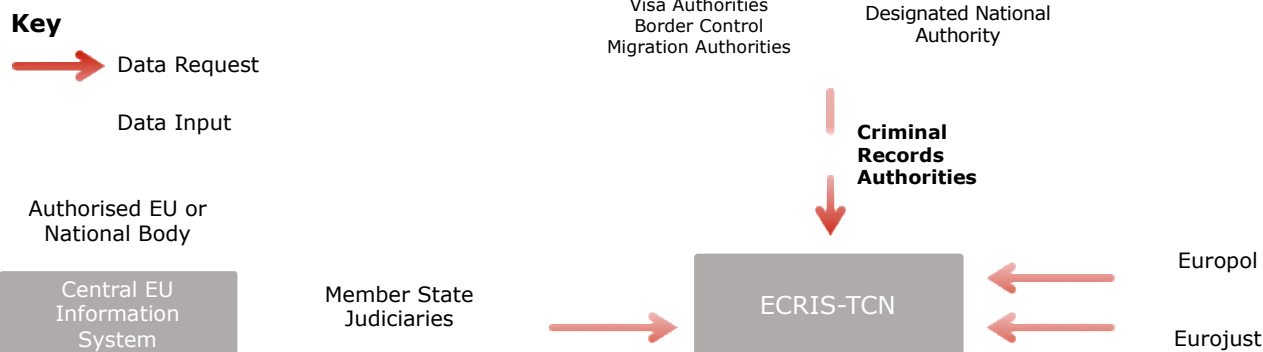 Key
Data Request
Data Input
Authorised EU or
National Body
Central EU
Information
System
Visa Authorities
Border Control
Migration Authorities
Designated National
Authority
Criminal
Records
Authorities
Member State
Judiciaries
ECRIS-TCN
Europol
Eurojust